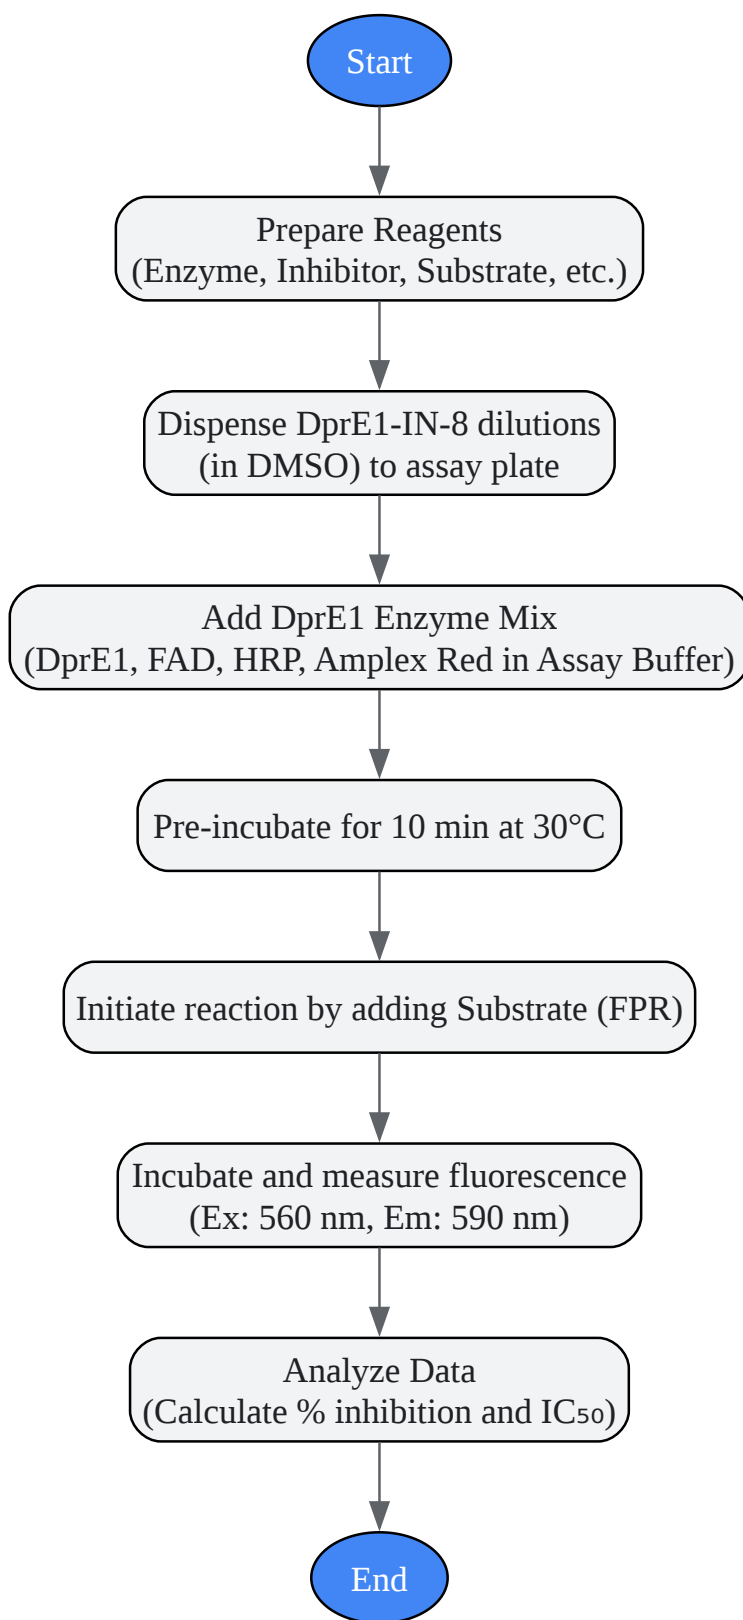 Start
Prepare Reagents
(Enzyme, Inhibitor, Substrate, etc.)
Dispense DprE1-IN-8 dilutions
(in DMSO) to assay plate
Add DprE1 Enzyme Mix
(DprE1, FAD, HRP, Amplex Red in Assay Buffer)
Pre-incubate for 10 min at 30°C
Initiate reaction by adding Substrate (FPR)
Incubate and measure fluorescence
(Ex: 560 nm, Em: 590 nm)
Analyze Data
(Calculate % inhibition and IC₅₀)
End